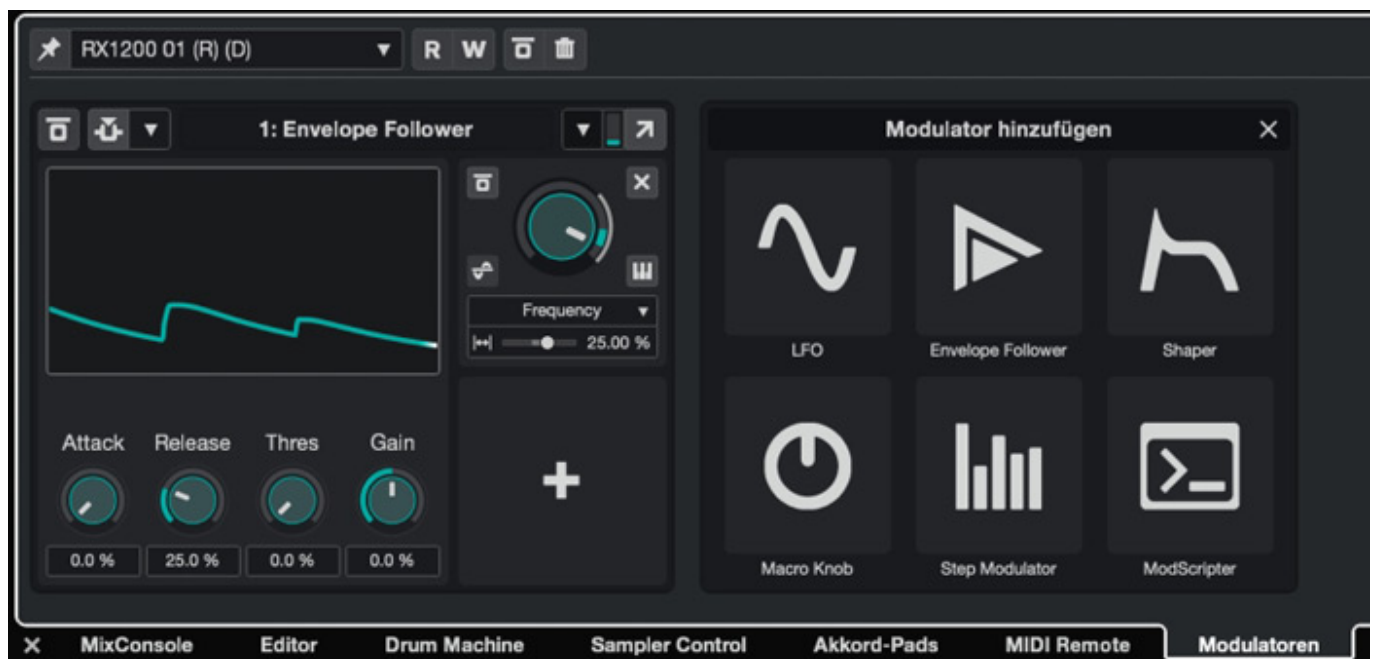 RX1200 01 (R) (D)
R W
1: Envelope Follower
Frequency
25.00 %
Attack Release Thres Gain
0.0 % 25.0 % 0.0 % 0.0 %
Modulator hinzufügen
LFO Envelope Follower Shaper
Macro Knob Step Modulator ModScripter
MixConsole Editor Drum Machine Sampler Control Akkord-Pads MIDI Remote Modulatoren